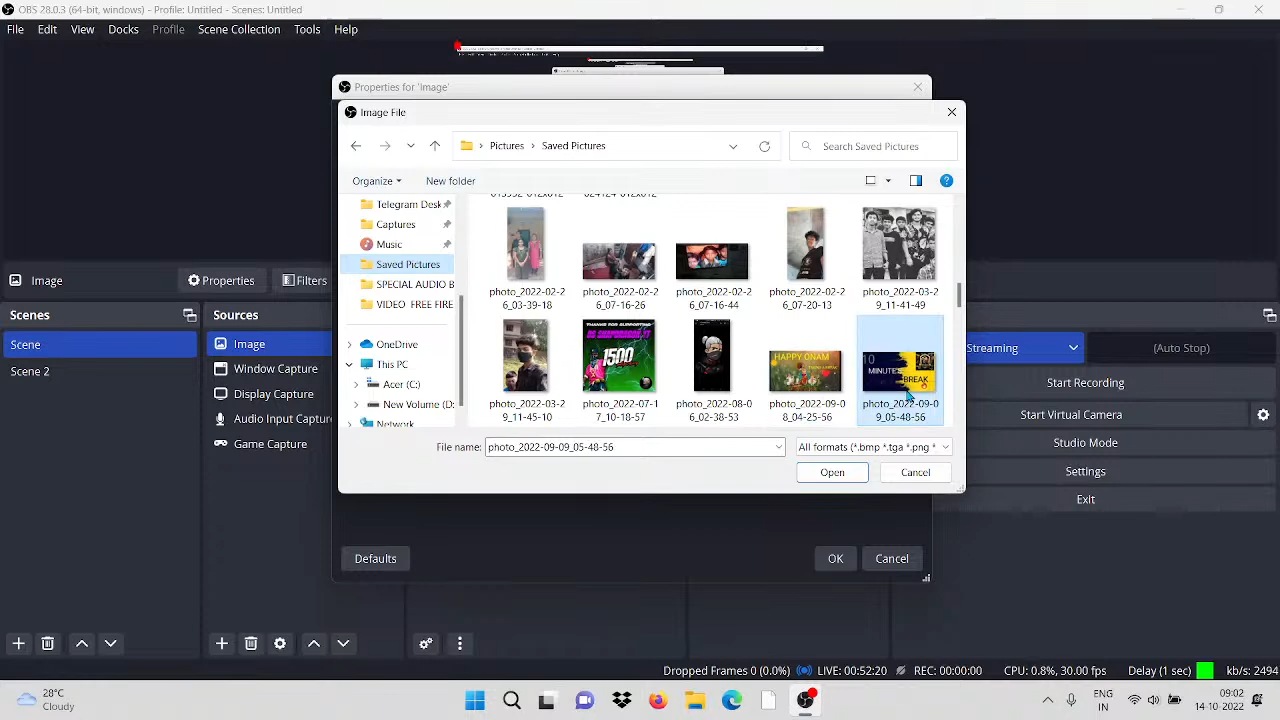 OBS 28.0.3 (64-bit, windows) - Profile: Untitled - Scenes: Untitled
File Edit View Docks Profile Scene Collection Tools Help
Properties for 'Image'
Image File
Pictures Saved Pictures
Search Saved Pictures
Organize New folder
Telegram Desk
Captures
Music
Saved Pictures
SPECIAL AUDIO B
VIDEO FREE FIRE
OneDrive
This PC
Acer (C:)
New Volume (D:
Network
photo_2022-02-2
6_03-39-18
photo_2022-02-2
6_07-16-26
photo_2022-02-2
6_07-16-44
photo_2022-02-2
6_07-20-13
photo_2022-03-2
9_11-41-49
THANKS FOR SUPPORTING
1500
HAPPY ONAM
10
MINUTES
BREAK
photo_2022-03-2
9_11-45-10
photo_2022-07-1
7_10-18-57
photo_2022-08-0
6_02-38-53
photo_2022-09-0
8_04-25-56
photo_2022-09-0
9_05-48-56
File name: photo_2022-09-09_05-48-56 All formats (*.bmp *.tga *.png *
Open Cancel
Defaults OK Cancel
Image Properties Filters
Scenes
Scene
Scene 2
Sources
Image
Window Capture
Display Capture
Audio Input Captur
Game Capture
Streaming (Auto Stop)
Start Recording
Start Virtual Camera
Studio Mode
Settings
Exit
Dropped Frames 0 (0.0%) LIVE: 00:52:20 REC: 00:00:00 CPU: 0.8%, 30.00 fps Delay (1 sec) kb/s: 2494
28°C
Cloudy
ENG
IN
09:02
14-10-2022